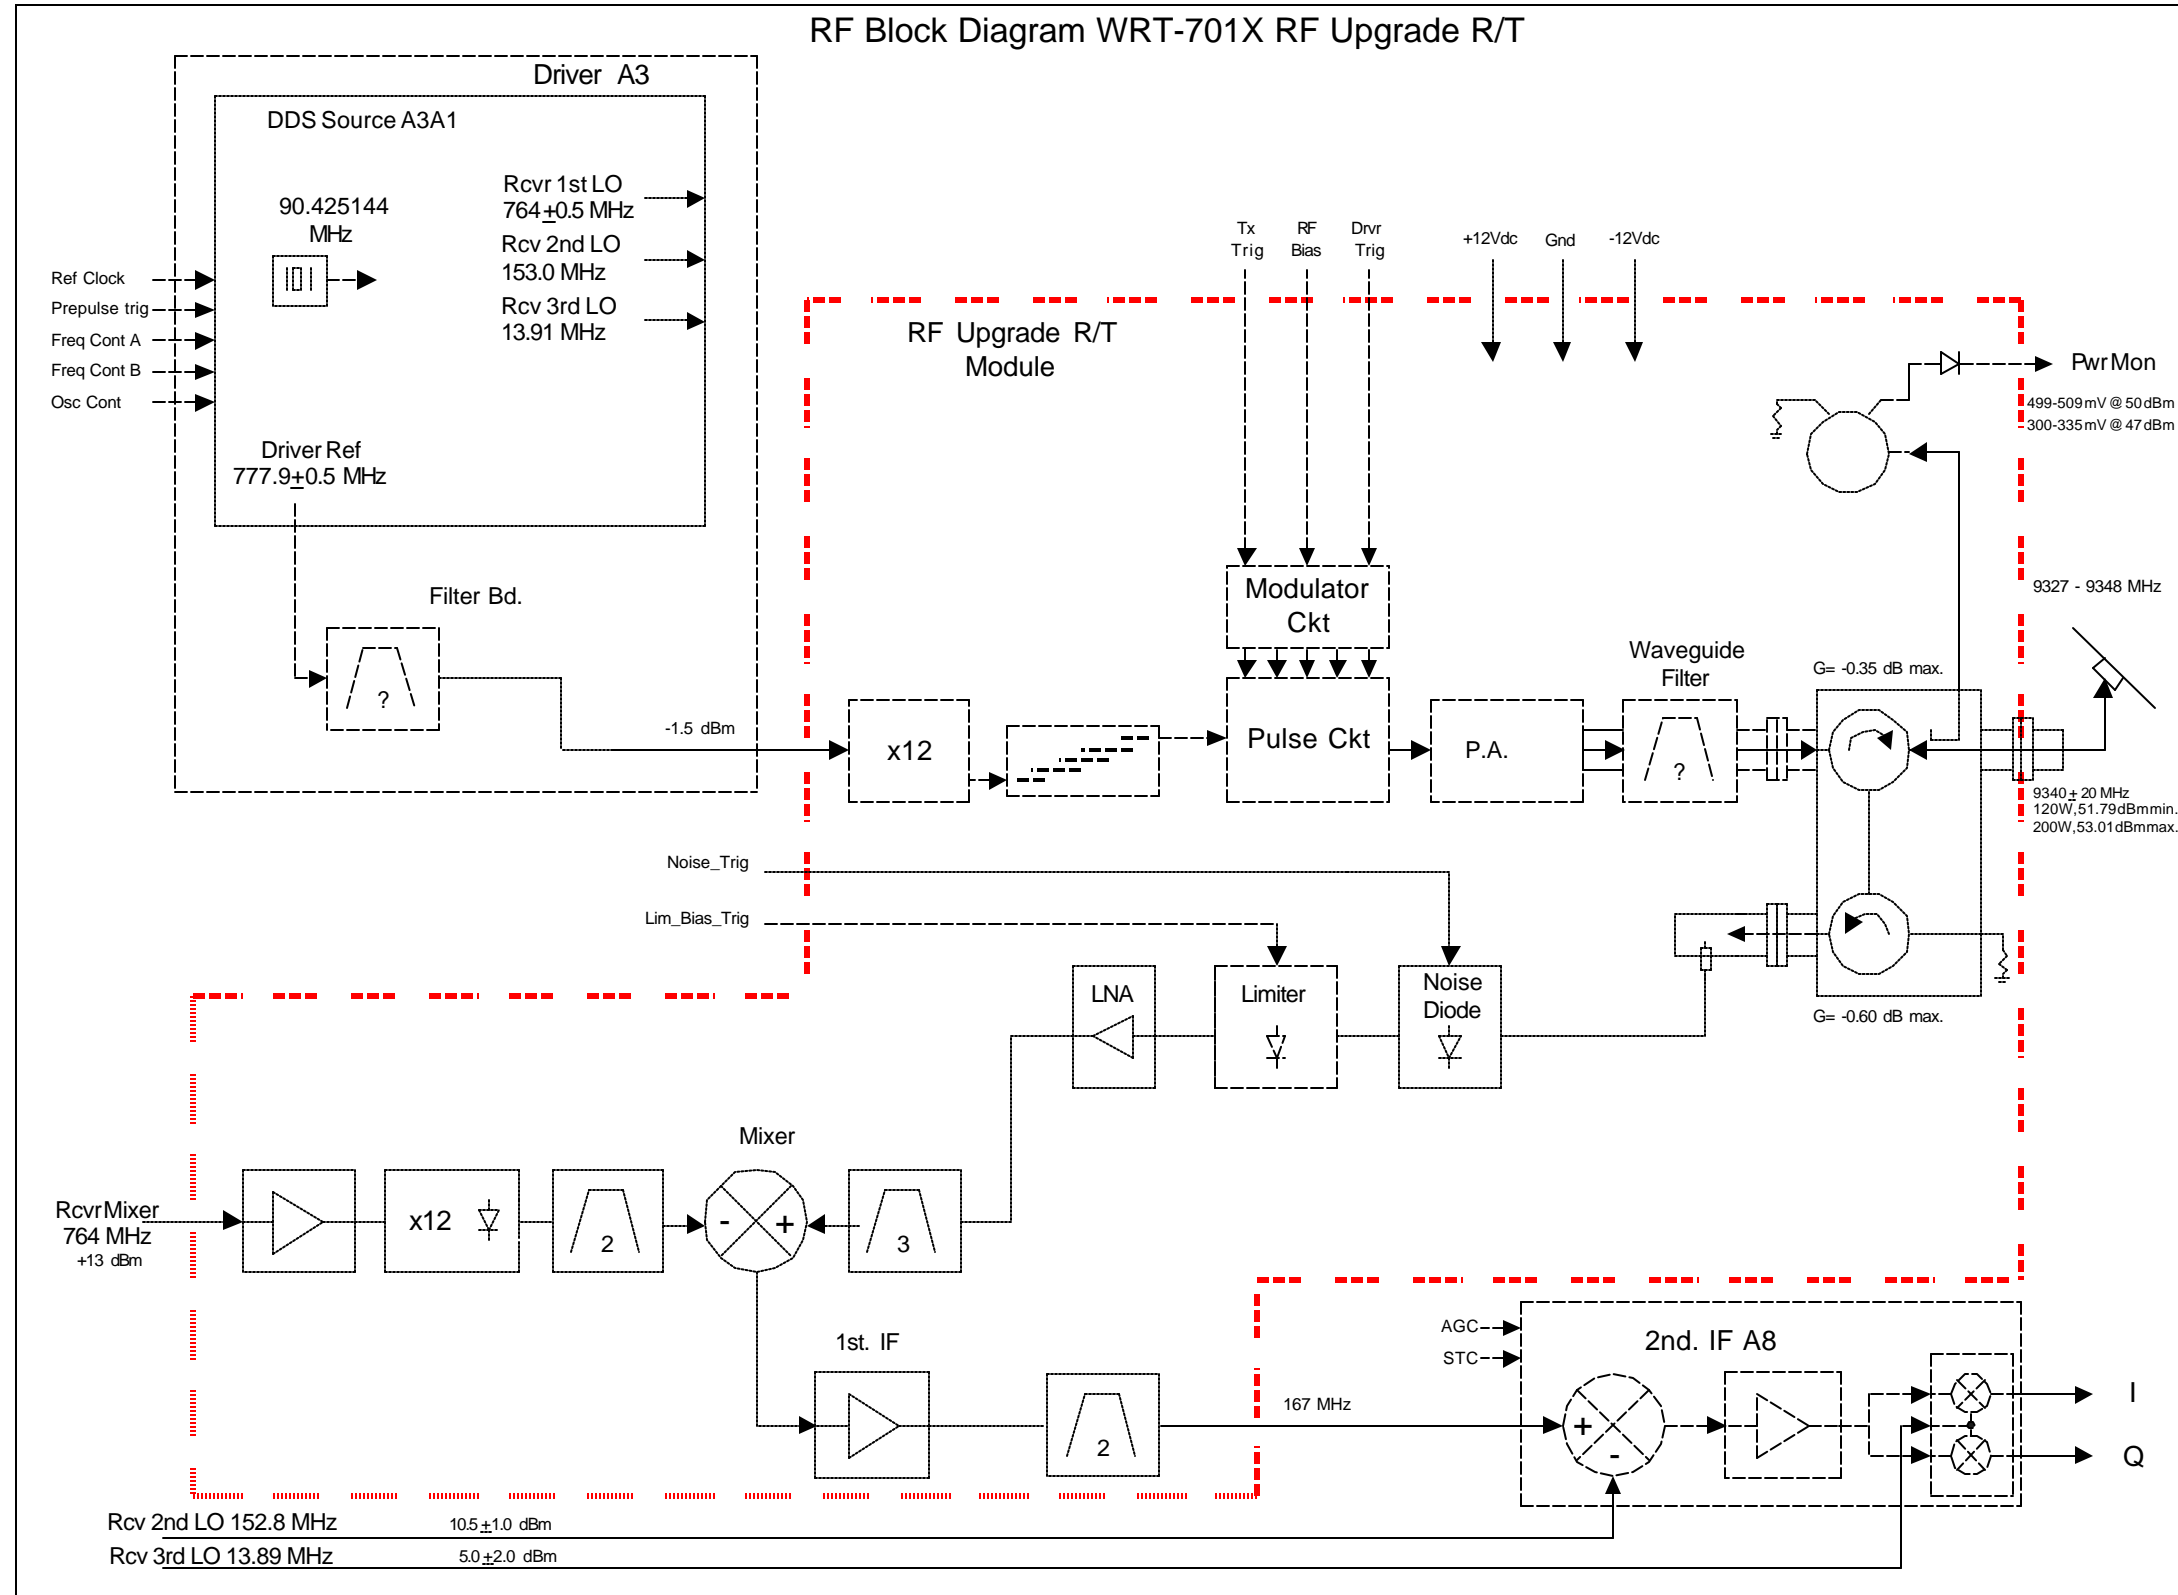 RF Block Diagram WRT-701X RF Upgrade R/T
Driver A3
DDS Source A3A1
90.425144
MHz
Rcvr 1st LO
764 ±0.5 MHz
Rcv 2nd LO
153.0 MHz
Rcv 3rd LO
13.91 MHz
Ref Clock
Prepulse trig
Freq Cont A
Freq Cont B
Osc Cont
Driver Ref
777.9±0.5 MHz
Filter Bd.
?
-1.5 dBm
RF Upgrade R/T
Module
Tx
Trig
RF
Bias
Drvr
Trig
+12Vdc
Gnd
-12Vdc
Pwr Mon
499-509mV @ 50dBm
300-335mV @ 47dBm
Modulator
Ckt
9327 - 9348 MHz
x12
Pulse Ckt
P.A.
Waveguide
Filter
?
G= -0.35 dB max.
9340 ± 20 MHz
120W,51.79dBmmin.
200W,53.01dBmmax.
Noise_Trig
Lim_Bias_Trig
LNA
Limiter
Noise
Diode
G= -0.60 dB max.
Mixer
Rcvr Mixer
764 MHz
+13 dBm
x12
2
- +
3
1st. IF
2
167 MHz
AGC
STC
2nd. IF A8
+
-
I
Q
Rcv 2nd LO 152.8 MHz
10.5 ±1.0 dBm
Rcv 3rd LO 13.89 MHz
5.0 ±2.0 dBm